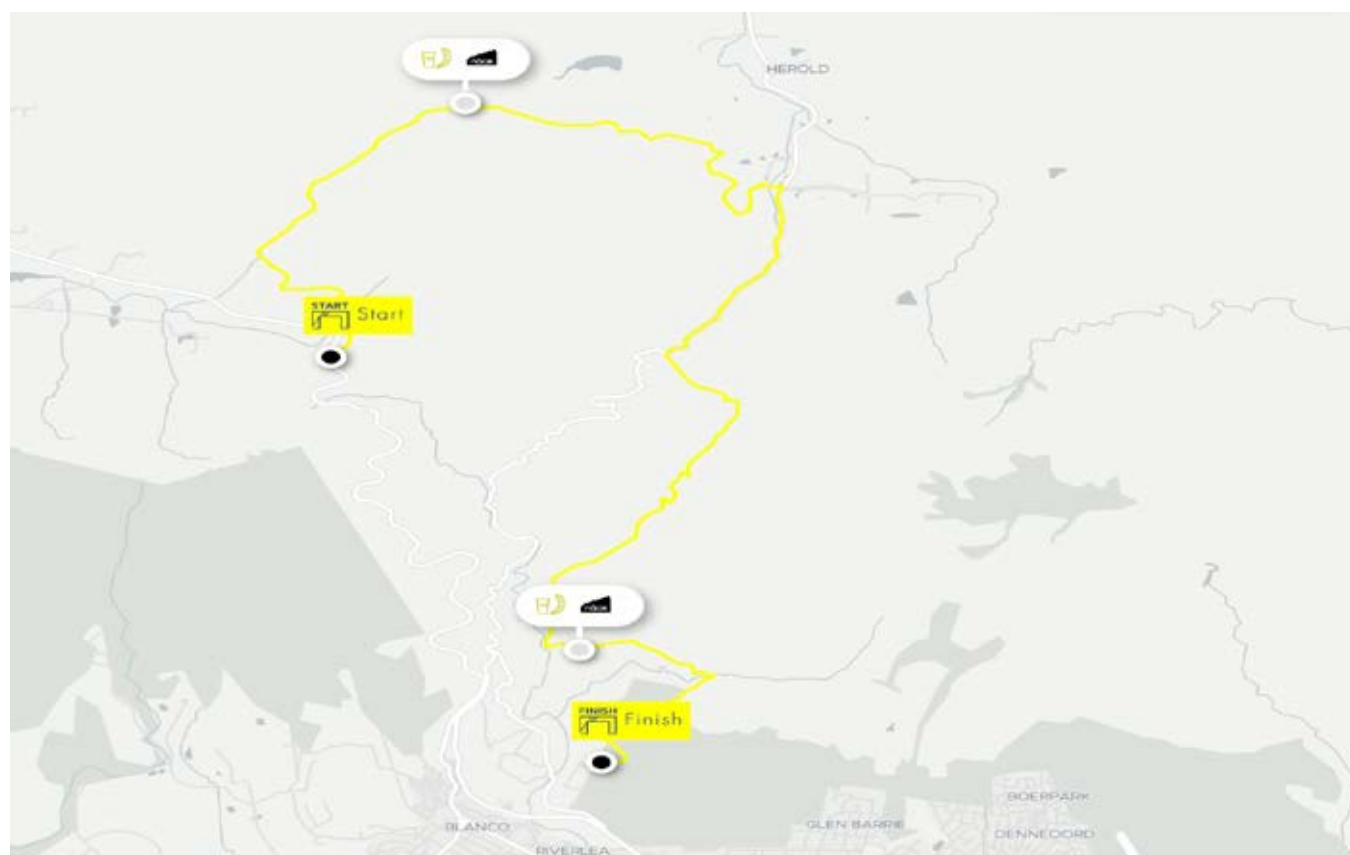 HEROLD
START
Start
FINISH
Finish
BOERPARK
GLEN BARRIE
DENNEOORD
BLANCO
RIVERLEA